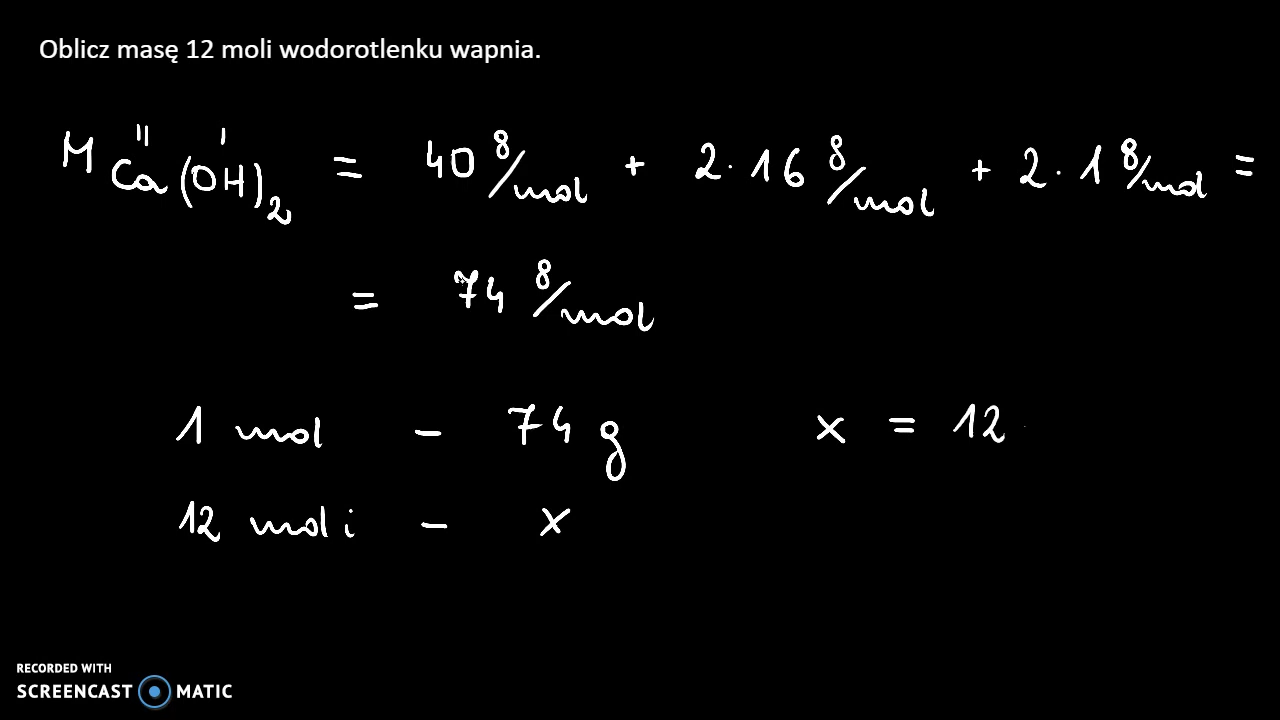 Oblicz masę 12 moli wodorotlenku wapnia.
II I
M Ca(OH)2 = 40 g/mol + 2 · 16 g/mol + 2 · 1 g/mol =
= 74 g/mol
1 mol – 74 g x = 12
12 moli – x
RECORDED WITH
SCREENCAST MATIC